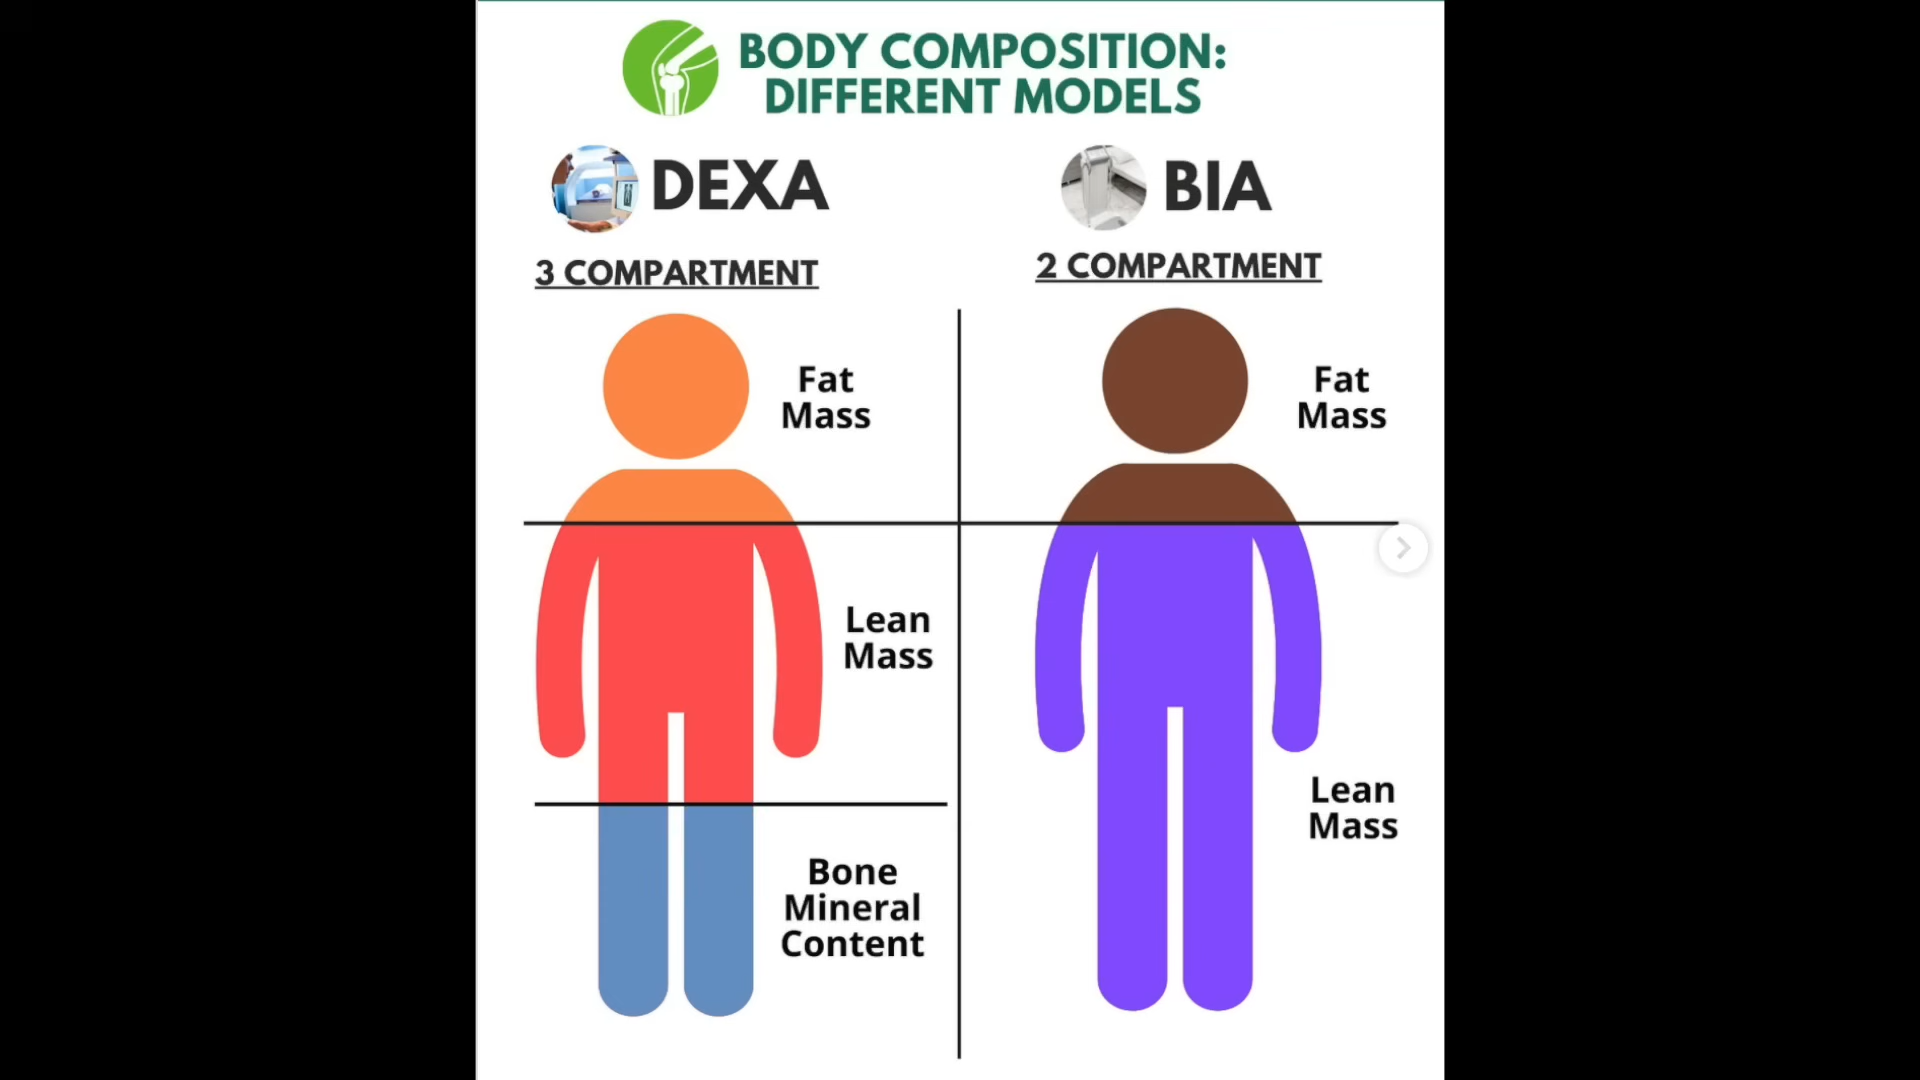 BODY COMPOSITION:
DIFFERENT MODELS
DEXA
3 COMPARTMENT
Fat
Mass
Lean
Mass
Bone
Mineral
Content
BIA
2 COMPARTMENT
Fat
Mass
Lean
Mass